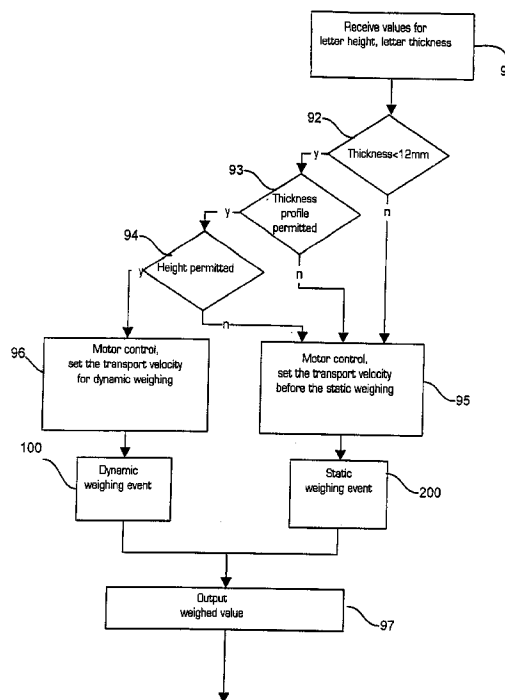 Receive values for
letter height, letter thickness
9
92
Thickness<12mm
y
n
93
Thickness
profile
permitted
y
n
94
Height permitted
y
n
96
Motor control,
set the transport velocity
for dynamic weighing
Motor control,
set the transport velocity
before the static weighing
95
100
Dynamic
weighing event
Static
weighing event
200
Output
weighed value
97